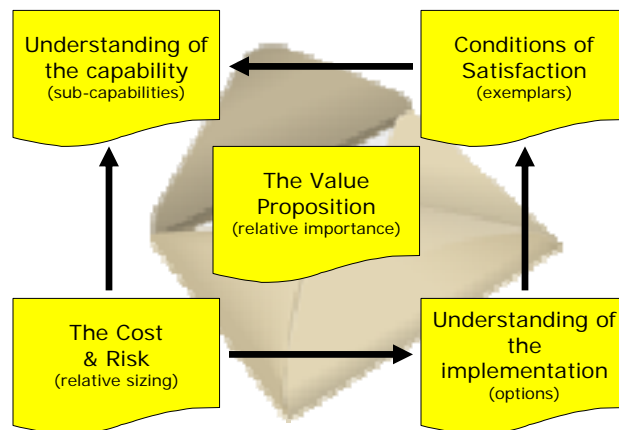 Understanding of
the capability
(sub-capabilities)
Conditions of
Satisfaction
(exemplars)
The Value
Proposition
(relative importance)
The Cost
& Risk
(relative sizing)
Understanding of
the
implementation
(options)